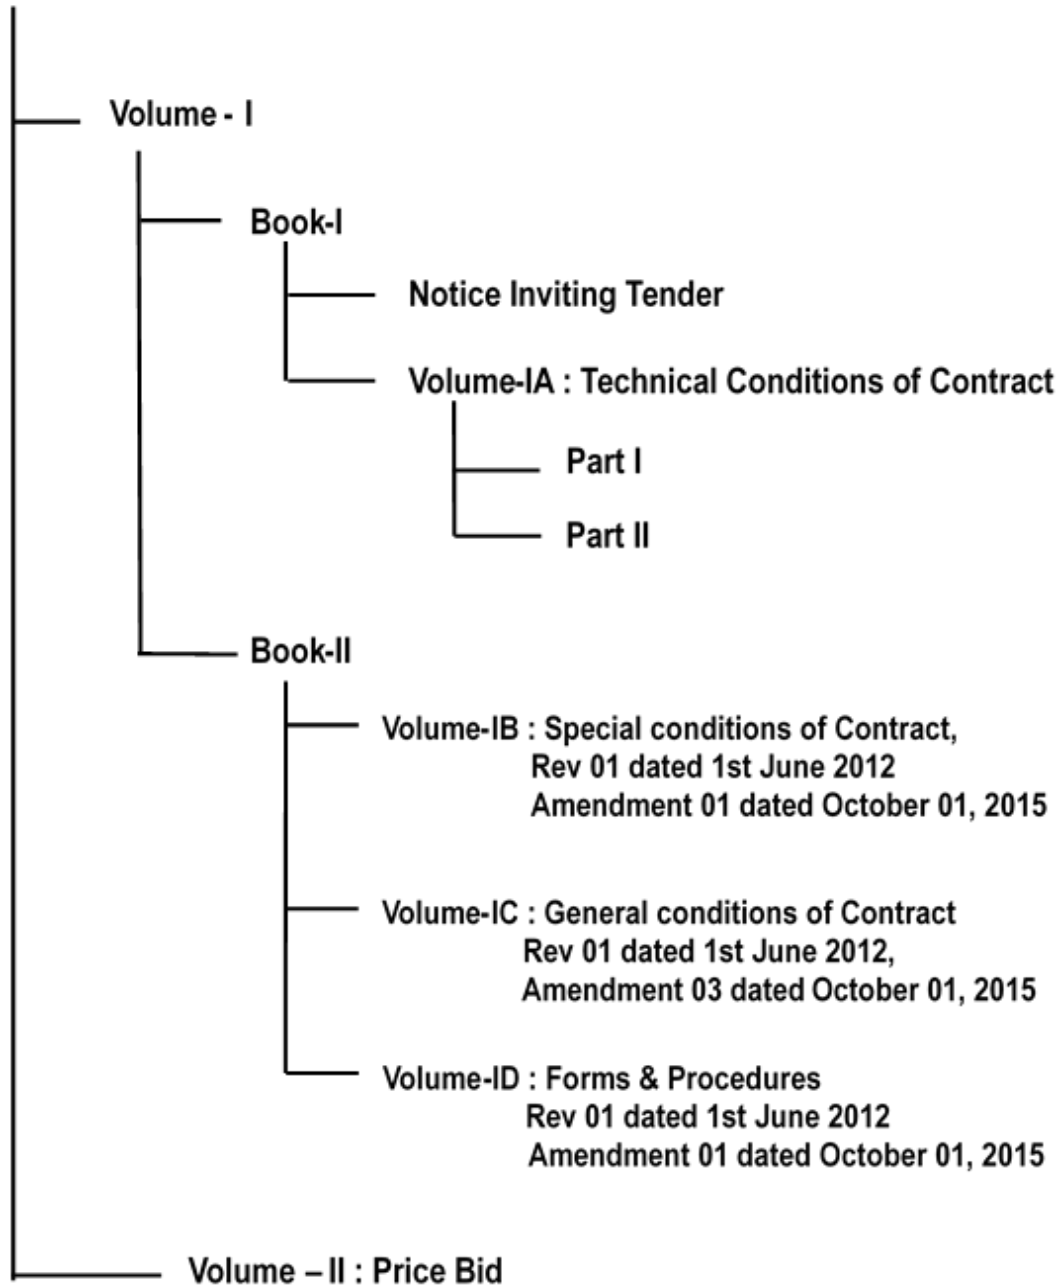 Volume - I
Book-I
Notice Inviting Tender
Volume-IA : Technical Conditions of Contract
Part I
Part II
Book-II
Volume-IB : Special conditions of Contract,
Rev 01 dated 1st June 2012
Amendment 01 dated October 01, 2015
Volume-IC : General conditions of Contract
Rev 01 dated 1st June 2012,
Amendment 03 dated October 01, 2015
Volume-ID : Forms & Procedures
Rev 01 dated 1st June 2012
Amendment 01 dated October 01, 2015
Volume – II : Price Bid